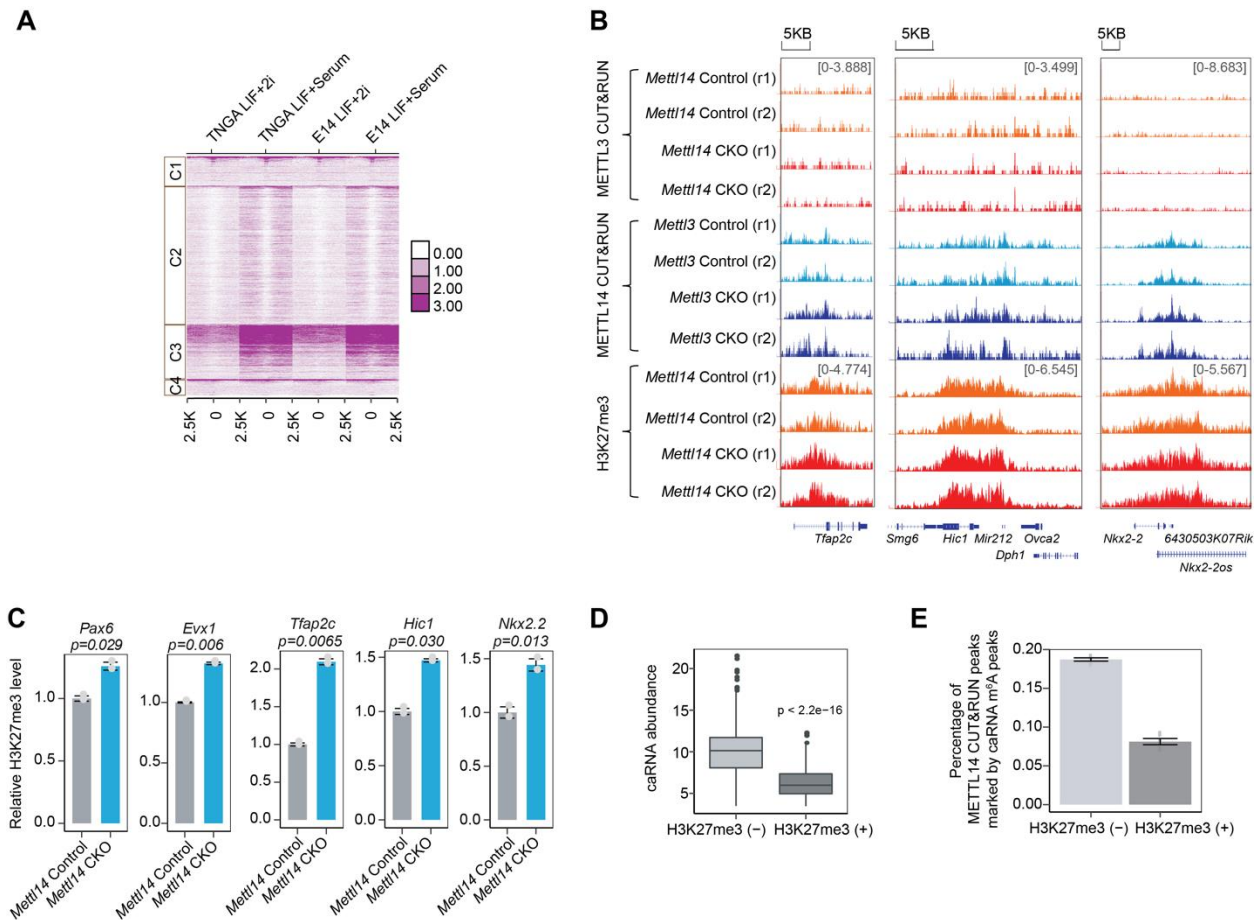 A
TNGA LIF+2i
TNGA LIF+Serum
E14 LIF+2i
E14 LIF+Serum
C1
C2
C3
C4
0.00
1.00
2.00
3.00
2.5K
0
2.5K
0
2.5K
0
2.5K
0
2.5K
B
5KB
5KB
5KB
[0-3.888]
[0-3.499]
[0-8.683]
METTL3 CUT&RUN
Mettl14 Control (r1)
Mettl14 Control (r2)
Mettl14 CKO (r1)
Mettl14 CKO (r2)
METTL14 CUT&RUN
Mettl3 Control (r1)
Mettl3 Control (r2)
Mettl3 CKO (r1)
Mettl3 CKO (r2)
[0-4.774]
[0-6.545]
[0-5.567]
H3K27me3
Mettl14 Control (r1)
Mettl14 Control (r2)
Mettl14 CKO (r1)
Mettl14 CKO (r2)
Tfap2c
Smg6
Hic1
Mir212
Ovca2
Dph1
Nkx2-2
6430503K07Rik
Nkx2-2os
C
Relative H3K27me3 level
Pax6
p=0.029
1.0
0.5
0.0
Mettl14 Control
Mettl14 CKO
Evx1
p=0.006
1.0
0.5
0.0
Mettl14 Control
Mettl14 CKO
Tfap2c
p=0.0065
2.0
1.5
1.0
0.5
0.0
Mettl14 Control
Mettl14 CKO
Hic1
p=0.030
1.5
1.0
0.5
0.0
Mettl14 Control
Mettl14 CKO
Nkx2.2
p=0.013
1.5
1.0
0.5
0.0
Mettl14 Control
Mettl14 CKO
D
caRNA abundance
20
15
10
5
p < 2.2e−16
H3K27me3 (−)
H3K27me3 (+)
E
Percentage of
METTL14 CUT&RUN peaks
marked by caRNA m⁶A peaks
0.20
0.15
0.10
0.05
0.00
H3K27me3 (−)
H3K27me3 (+)